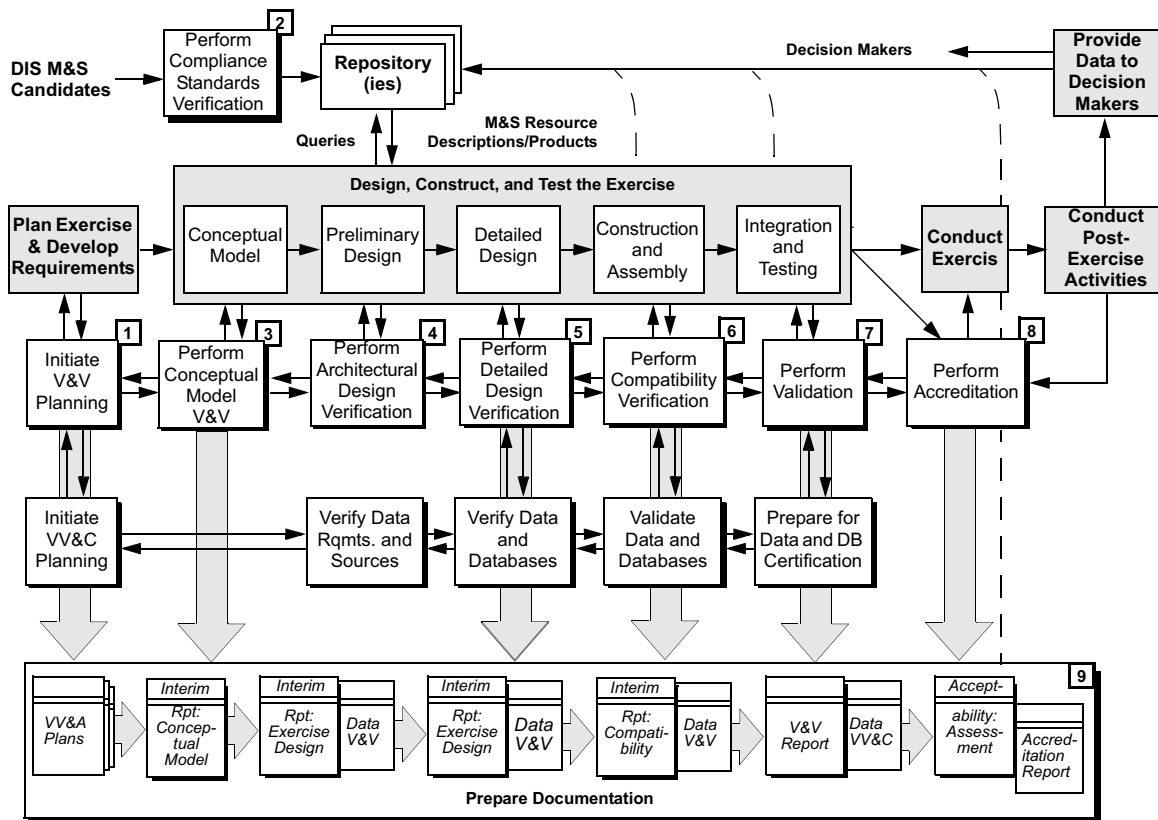 2
Perform
Compliance
Standards
Verification
DIS M&S
Candidates
Repository
(ies)
Decision Makers
Provide
Data to
Decision
Makers
Queries
M&S Resource
Descriptions/Products
Design, Construct, and Test the Exercise
Plan Exercise
& Develop
Requirements
Conceptual
Model
Preliminary
Design
Detailed
Design
Construction
and
Assembly
Integration
and
Testing
Conduct
Exercis
Conduct
Post-
Exercise
Activities
1
Initiate
V&V
Planning
3
Perform
Conceptual
Model
V&V
4
Perform
Architectural
Design
Verification
5
Perform
Detailed
Design
Verification
6
Perform
Compatibility
Verification
7
Perform
Validation
8
Perform
Accreditation
Initiate
VV&C
Planning
Verify Data
Rqmts. and
Sources
Verify Data
and
Databases
Validate
Data and
Databases
Prepare for
Data and DB
Certification
9
VV&A
Plans
Interim
Rpt:
Concep-
tual
Model
Interim
Rpt:
Exercise
Design
Data
V&V
Interim
Rpt:
Exercise
Design
Data
V&V
Interim
Rpt:
Compati-
bility
Data
V&V
V&V
Report
Data
VV&C
Accept-
ability:
Assess-
ment
Accred-
itation
Report
Prepare Documentation